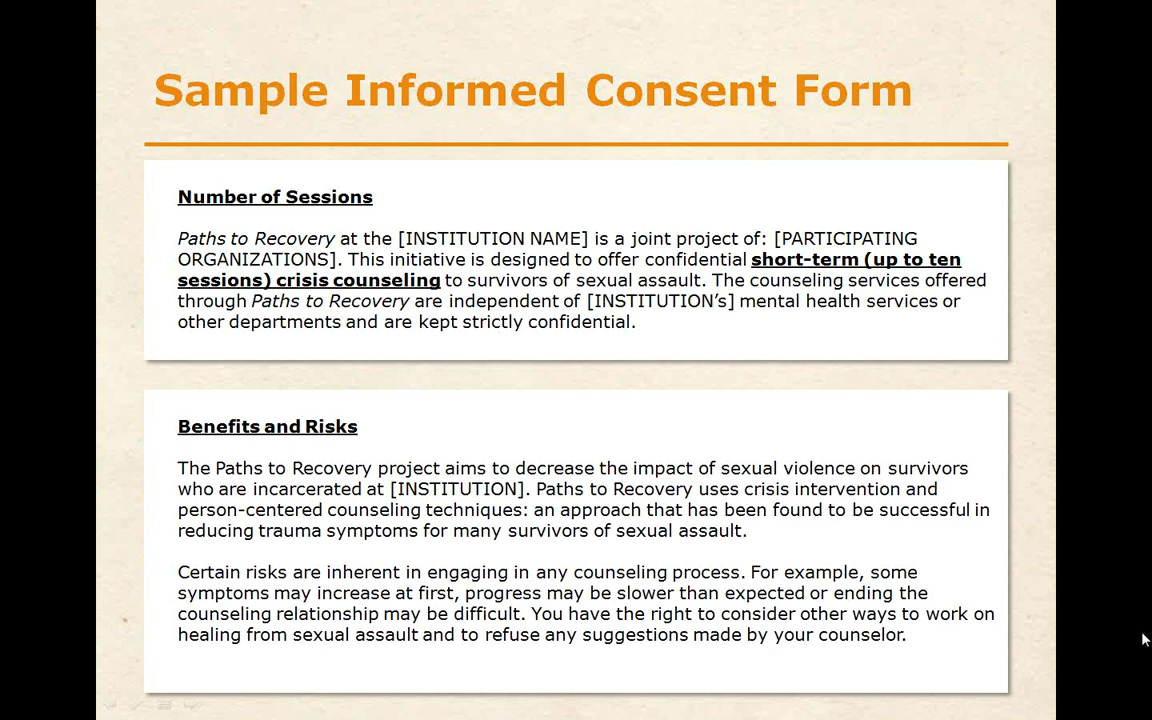 Sample Informed Consent Form
Number of Sessions
Paths to Recovery at the [INSTITUTION NAME] is a joint project of: [PARTICIPATING
ORGANIZATIONS]. This initiative is designed to offer confidential short-term (up to ten
sessions) crisis counseling to survivors of sexual assault. The counseling services offered
through Paths to Recovery are independent of [INSTITUTION’s] mental health services or
other departments and are kept strictly confidential.
Benefits and Risks
The Paths to Recovery project aims to decrease the impact of sexual violence on survivors
who are incarcerated at [INSTITUTION]. Paths to Recovery uses crisis intervention and
person-centered counseling techniques: an approach that has been found to be successful in
reducing trauma symptoms for many survivors of sexual assault.
Certain risks are inherent in engaging in any counseling process. For example, some
symptoms may increase at first, progress may be slower than expected or ending the
counseling relationship may be difficult. You have the right to consider other ways to work on
healing from sexual assault and to refuse any suggestions made by your counselor.